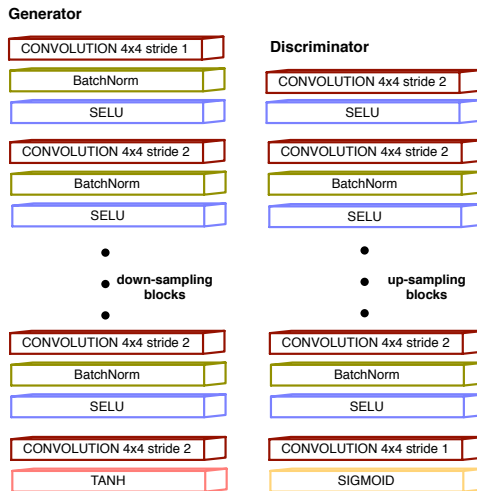 Generator
CONVOLUTION 4x4 stride 1
BatchNorm
SELU
CONVOLUTION 4x4 stride 2
BatchNorm
SELU
down-sampling
blocks
CONVOLUTION 4x4 stride 2
BatchNorm
SELU
CONVOLUTION 4x4 stride 2
TANH
Discriminator
CONVOLUTION 4x4 stride 2
SELU
CONVOLUTION 4x4 stride 2
BatchNorm
SELU
up-sampling
blocks
CONVOLUTION 4x4 stride 2
BatchNorm
SELU
CONVOLUTION 4x4 stride 1
SIGMOID